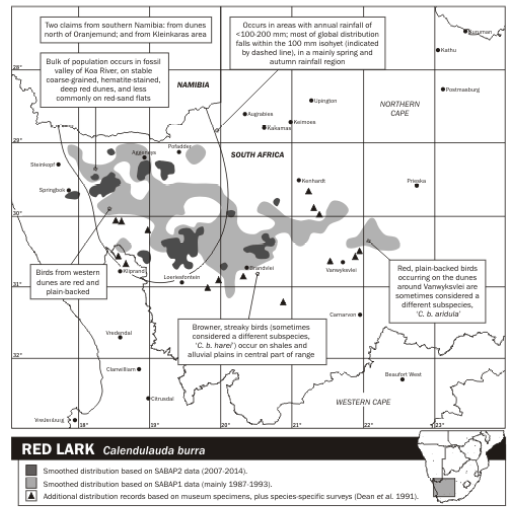 Two claims from southern Namibia: from dunes
north of Oranjemund; and from Kleinkaras area
Occurs in areas with annual rainfall of
<100-200 mm; most of global distribution
falls within the 100 mm isohyet (indicated
by dashed line), in a mainly spring and
autumn rainfall region
Bulk of population occurs in fossil
valley of Koa River, on stable
coarse-grained, hematite-stained,
deep red dunes, and less
commonly on red-sand flats
Kuruman
Kathu
28°
NAMIBIA
Postmasburg
Upington
NORTHERN
CAPE
Augrabies
Keimoes
Kakamas
29°
Pofadder
Aggeneys
SOUTH AFRICA
Steinkopf
Kenhardt
Prieska
Springbok
30°
Birds from western
dunes are red and
plain-backed
Kliprand
Loeriesfontein
Brandvlei
Vanwyksvlei
Red, plain-backed birds
occurring on the dunes
around Vanwyksvlei are
sometimes considered a
different subspecies,
'C. b. aridula'
31°
Browner, streaky birds (sometimes
considered a different subspecies,
'C. b. harei') occur on shales and
alluvial plains in central part of range
Carnarvon
Vredendal
32°
Clanwilliam
Beaufort West
Citrusdal
WESTERN CAPE
Vredenburg
18°
19°
20°
21°
22°
23°
RED LARK Calendulauda burra
Smoothed distribution based on SABAP2 data (2007-2014).
Smoothed distribution based on SABAP1 data (mainly 1987-1993).
Additional distribution records based on museum specimens, plus species-specific surveys (Dean et al. 1991).